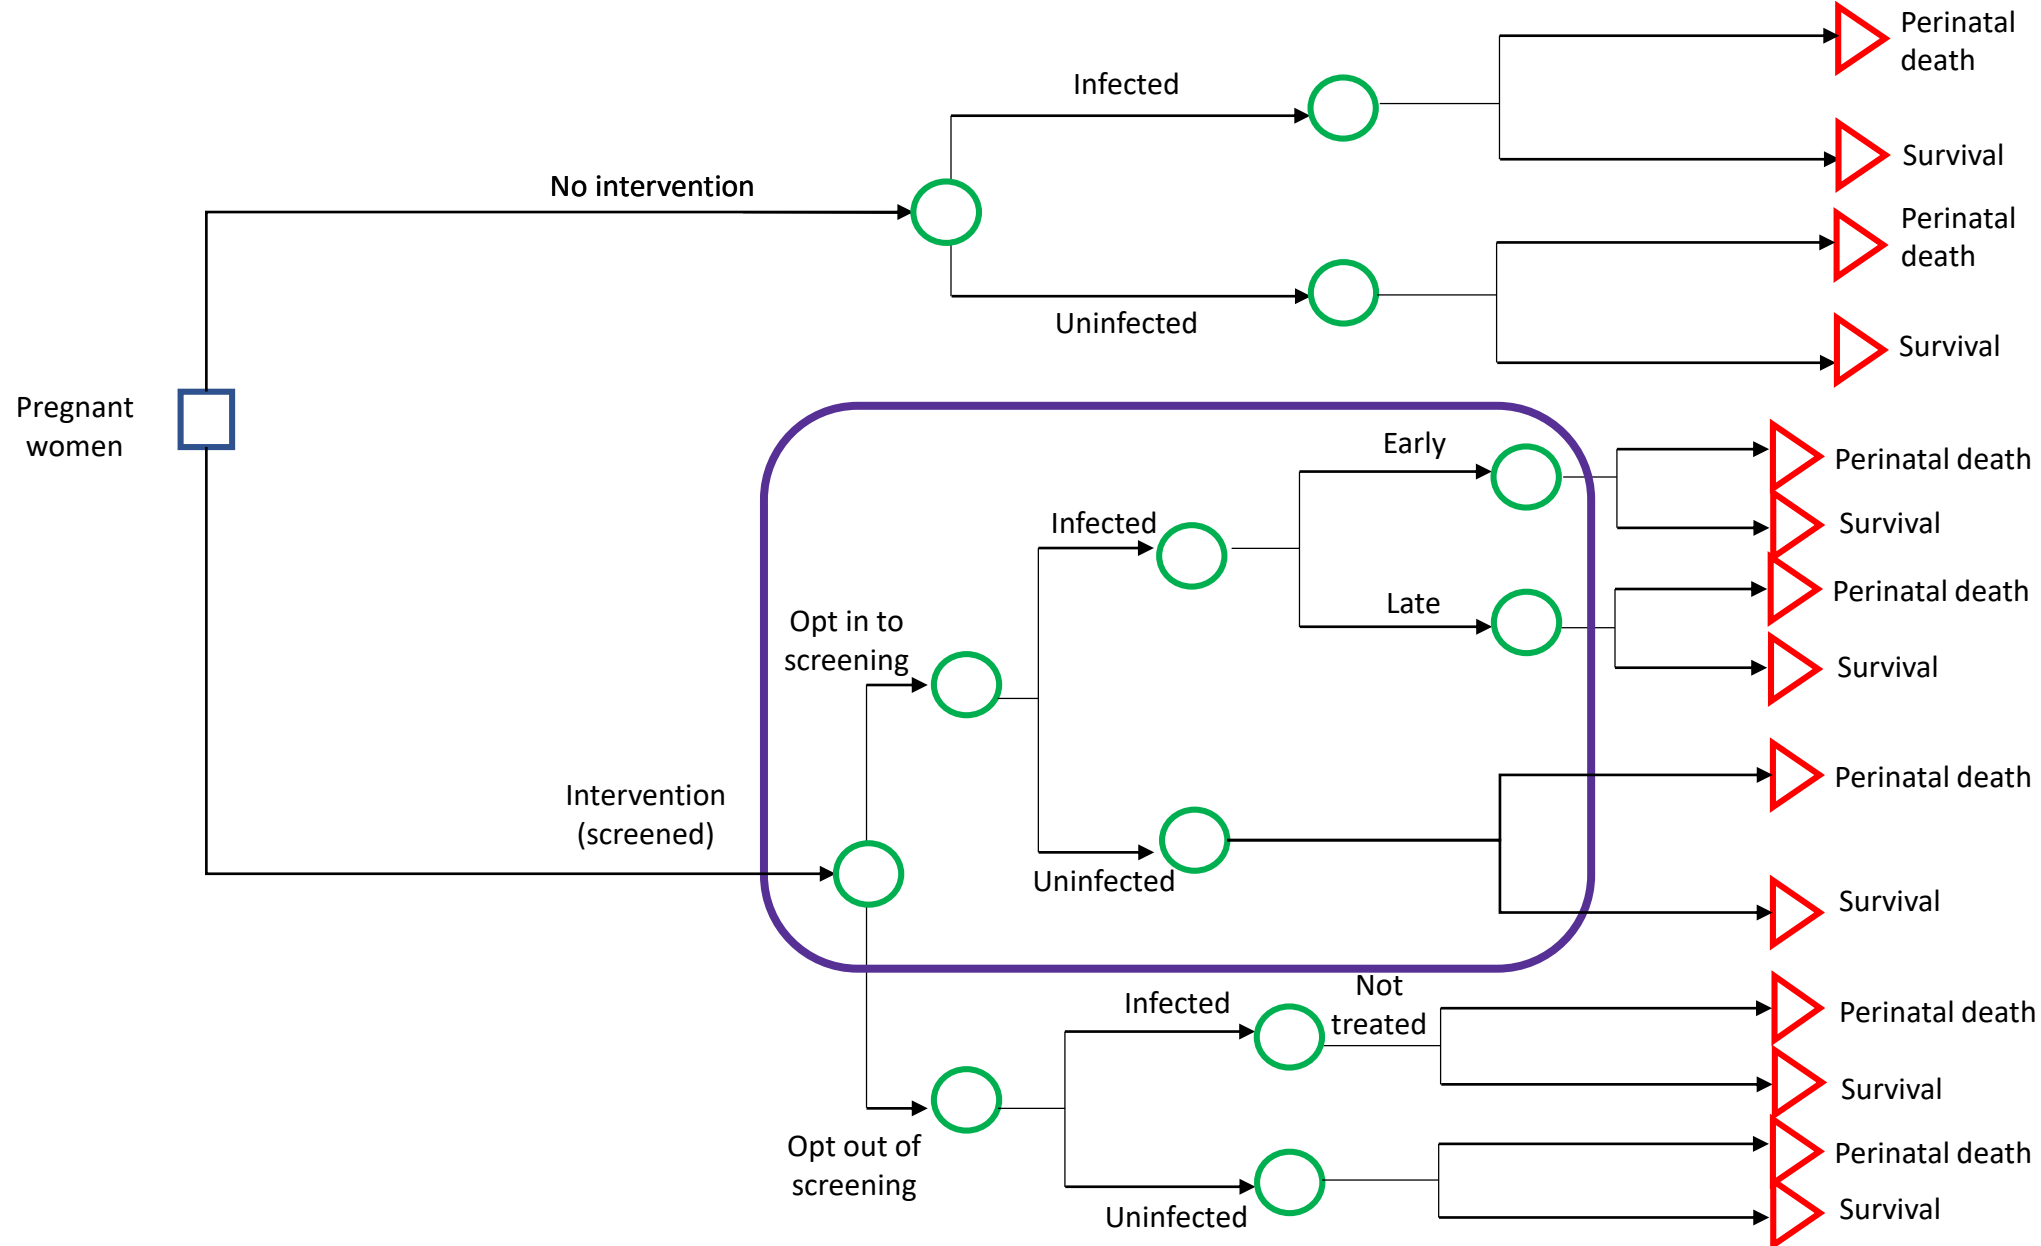 Perinatal
death
Infected
Survival
No intervention
Perinatal
death
Uninfected
Survival
Pregnant
women
Early
Perinatal death
Infected
Survival
Late
Perinatal death
Opt in to
screening
Survival
Intervention
(screened)
Perinatal death
Uninfected
Survival
Not
treated
Infected
Perinatal death
Survival
Opt out of
screening
Perinatal death
Uninfected
Survival